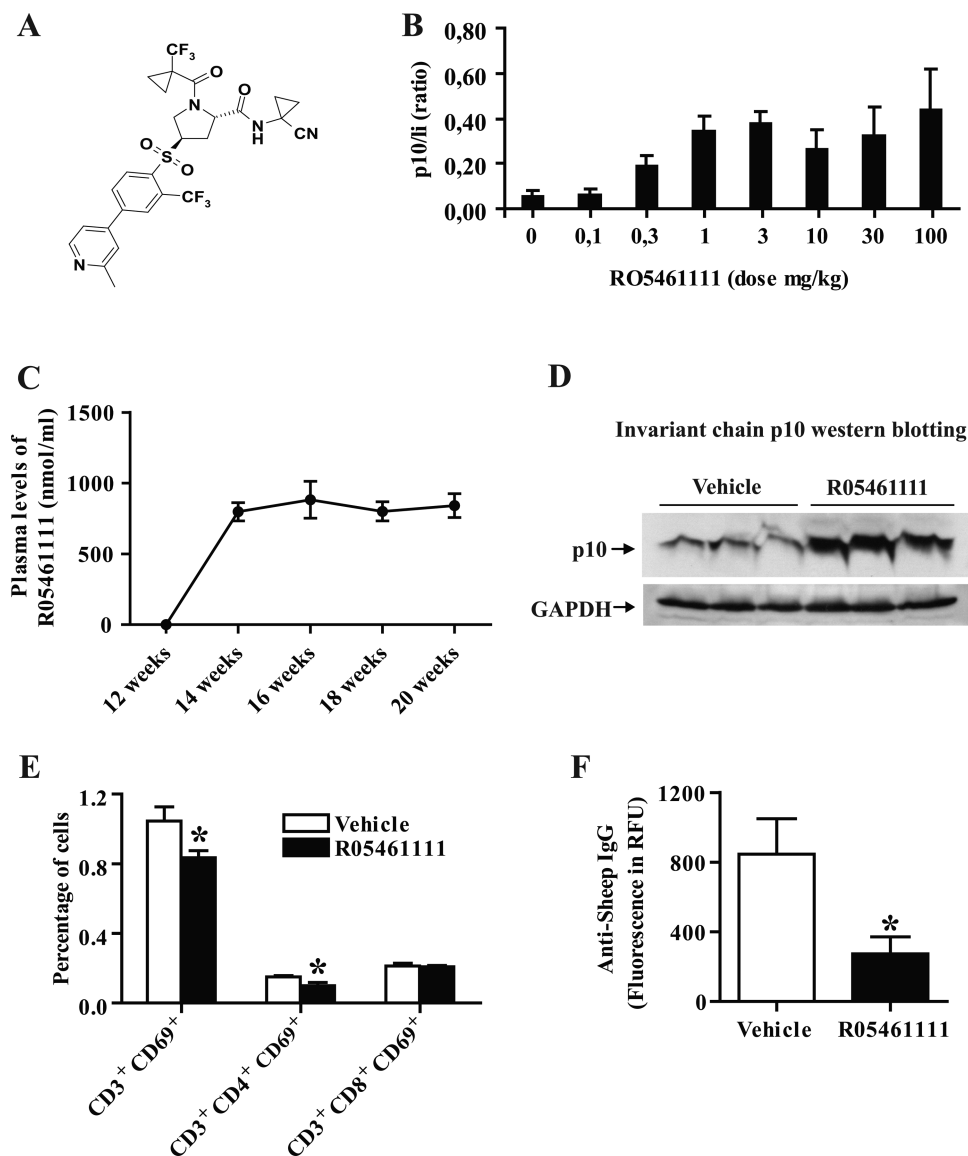 A
CF3
O
N
O
N
H
CN
S
O
O
CF3
N
B
p10/li (ratio)
0,80
0,60
0,40
0,20
0,00
0 0,1 0,3 1 3 10 30 100
RO5461111 (dose mg/kg)
C
Plasma levels of
R05461111 (nmol/ml)
1500
1000
500
0
12 weeks
14 weeks
16 weeks
18 weeks
20 weeks
D
Invariant chain p10 western blotting
Vehicle R05461111
p10
GAPDH
E
Percentage of cells
1.2
0.8
0.4
0.0
Vehicle
R05461111
*
*
CD3+ CD69+
CD3+ CD4+ CD69+
CD3+ CD8+ CD69+
F
Anti-Sheep IgG
(Fluorescence in RFU)
1200
800
400
0
*
Vehicle R05461111